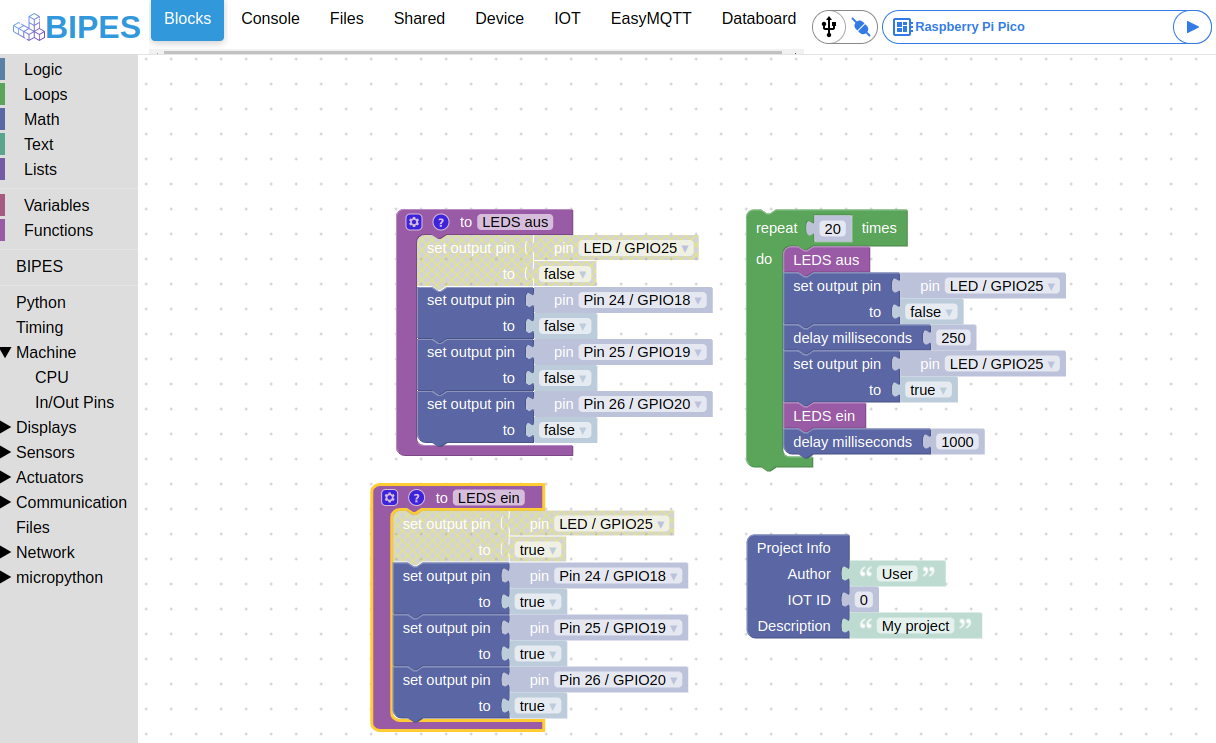 BIPES
Blocks Console Files Shared Device IOT EasyMQTT Databoard
Raspberry Pi Pico
Logic
Loops
Math
Text
Lists
Variables
Functions
BIPES
Python
Timing
Machine
CPU
In/Out Pins
Displays
Sensors
Actuators
Communication
Files
Network
micropython
? to LEDS aus
set output pin pin LED / GPIO25
to false
set output pin pin Pin 24 / GPIO18
to false
set output pin pin Pin 25 / GPIO19
to false
set output pin pin Pin 26 / GPIO20
to false
? to LEDS ein
set output pin pin LED / GPIO25
to true
set output pin pin Pin 24 / GPIO18
to true
set output pin pin Pin 25 / GPIO19
to true
set output pin pin Pin 26 / GPIO20
to true
repeat 20 times
do LEDS aus
set output pin pin LED / GPIO25
to false
delay milliseconds 250
set output pin pin LED / GPIO25
to true
LEDS ein
delay milliseconds 1000
Project Info
Author “ User ”
IOT ID 0
Description “ My project ”